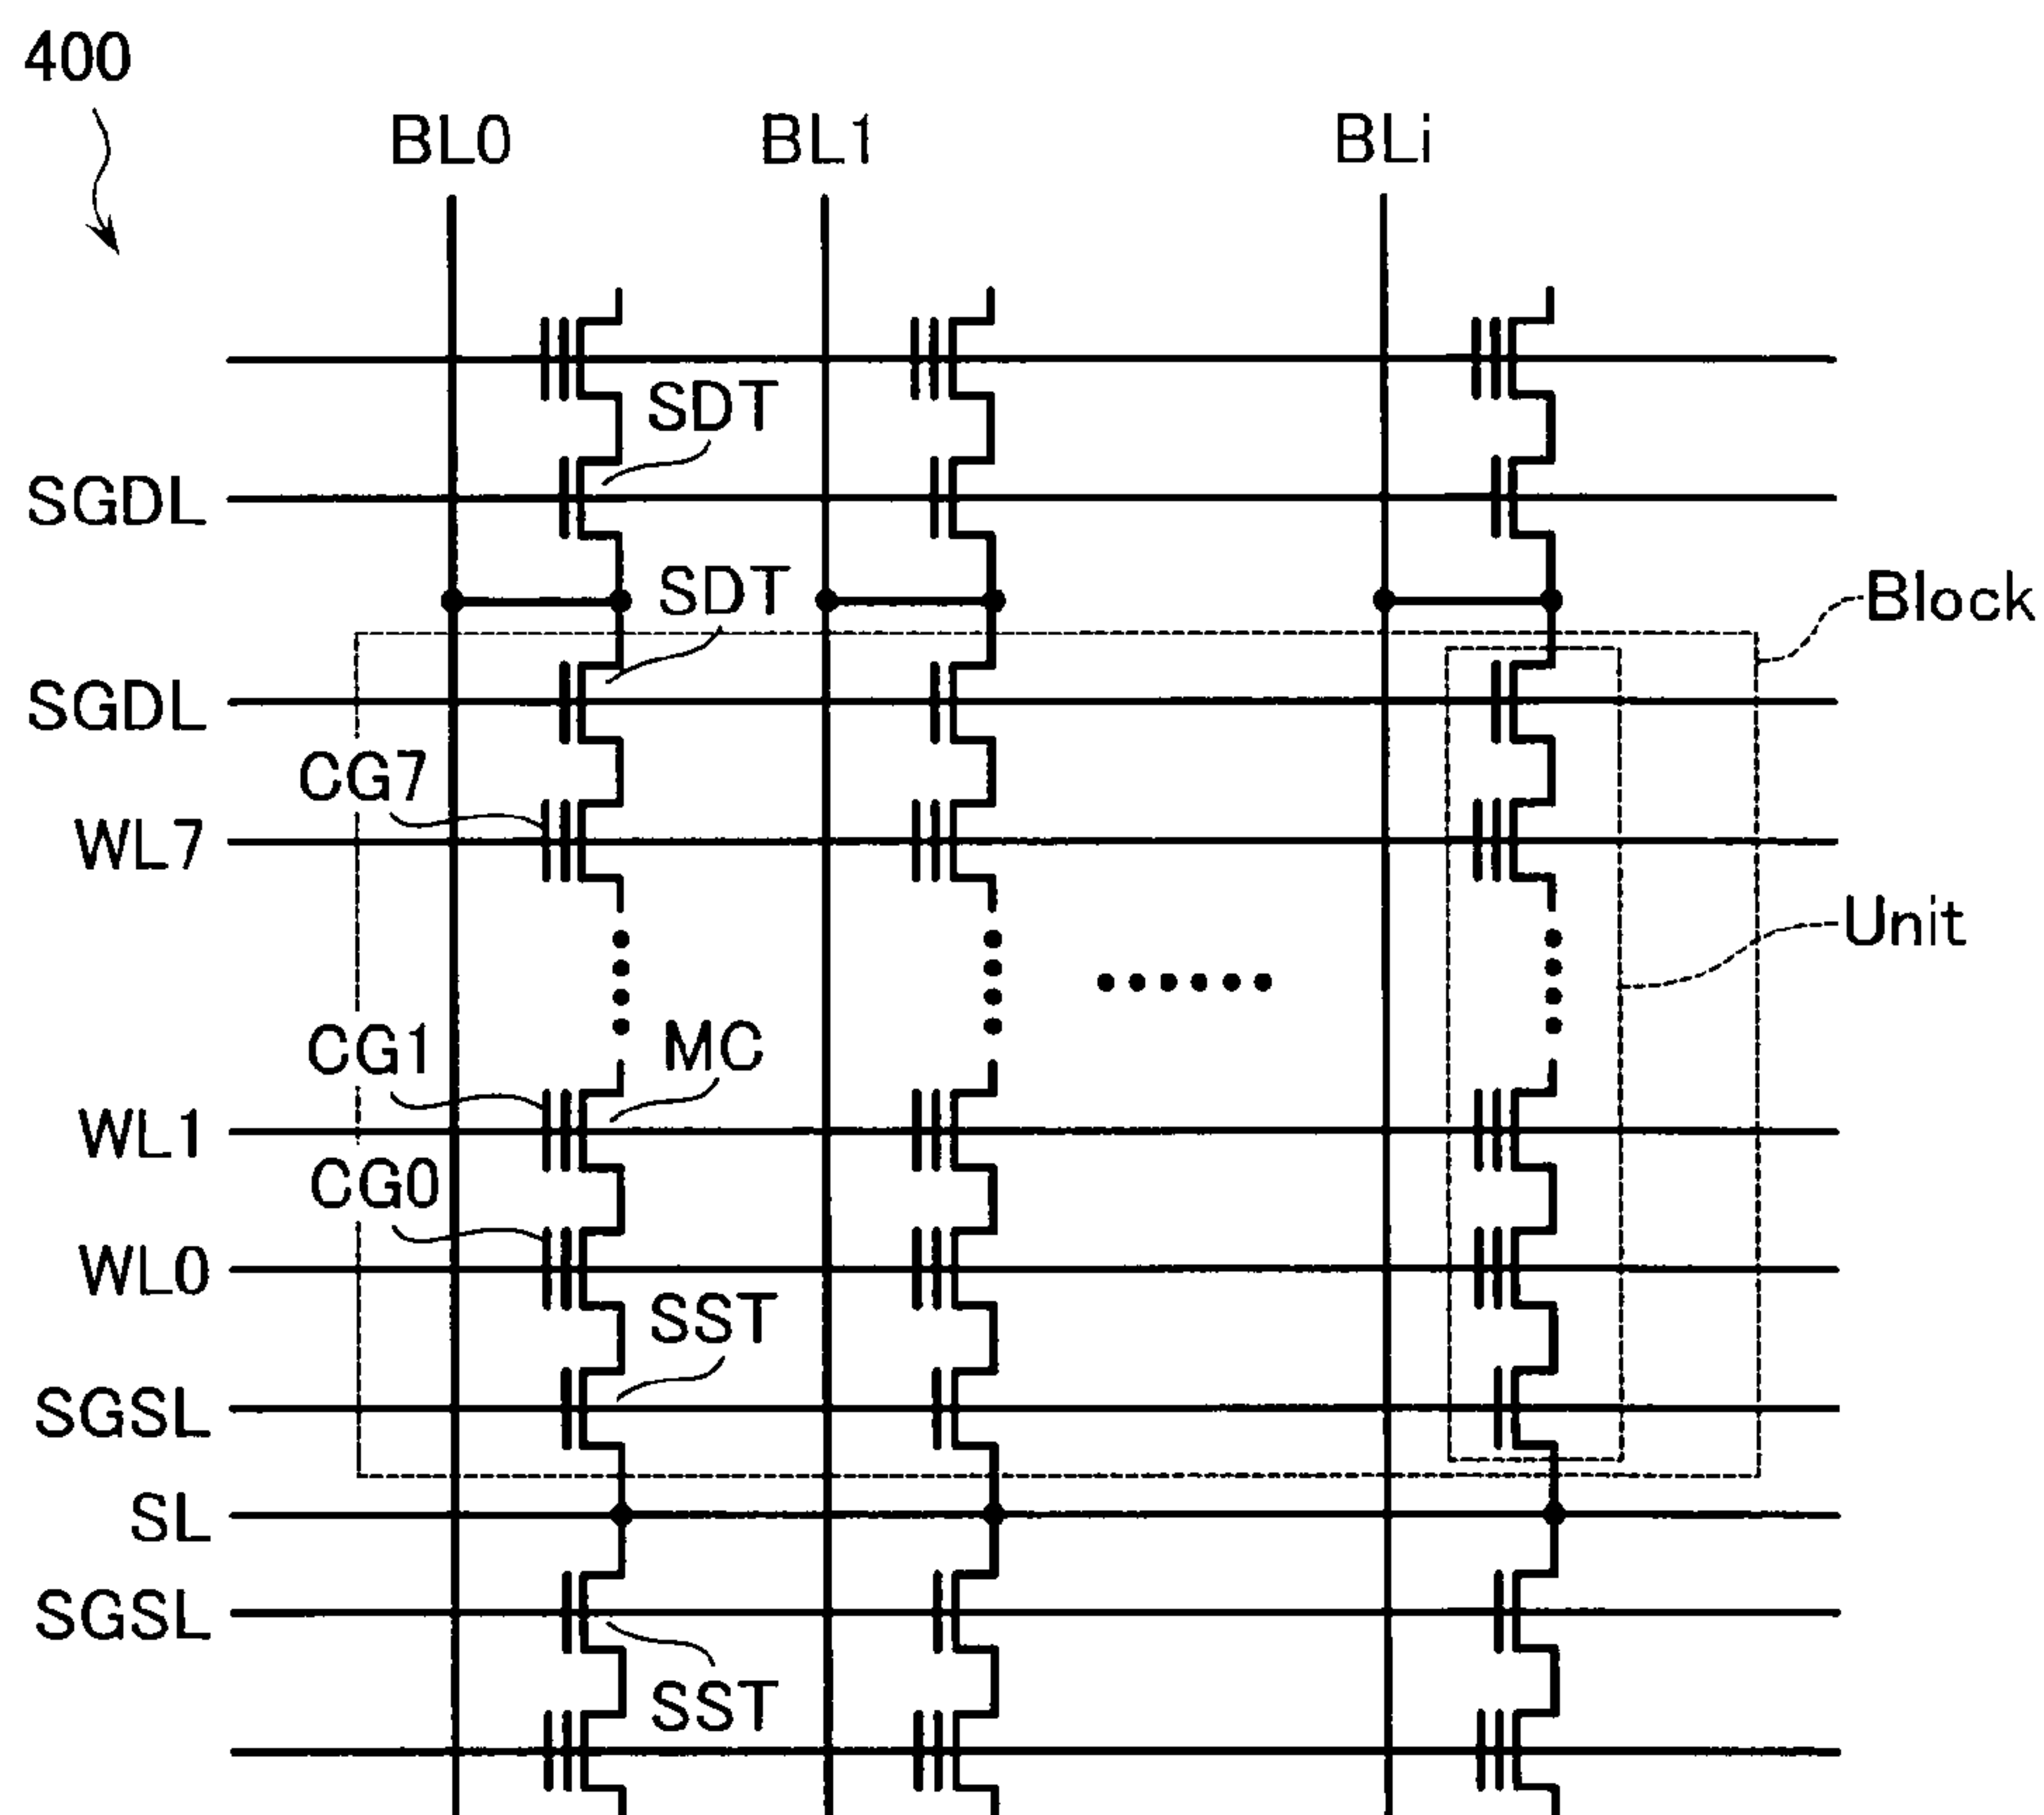 400
BL0
BL1
BLi
SDT
SGDL
SDT
Block
SGDL
CG7
WL7
Unit
CG1
MC
WL1
CG0
WL0
SST
SGSL
SL
SGSL
SST